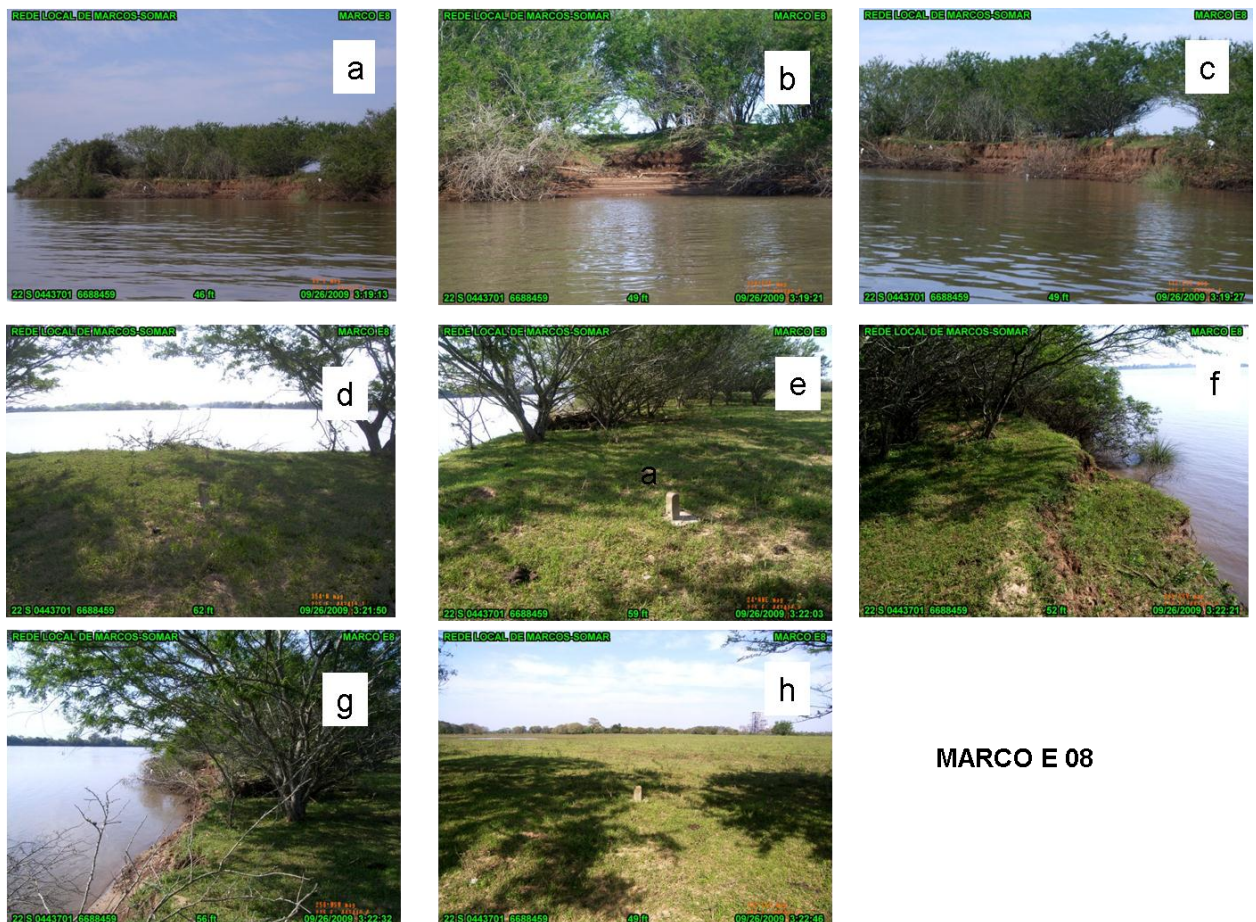 REDE LOCAL DE MARCOS-SOMAR MARCO E8
a
22 S 0443701 6688459 46 ft 09/26/2009 3:19:13
REDE LOCAL DE MARCOS-SOMAR MARCO E8
b
22 S 0443701 6688459 49 ft 09/26/2009 3:19:21
REDE LOCAL DE MARCOS-SOMAR MARCO E8
c
22 S 0443701 6688459 49 ft 09/26/2009 3:19:27
REDE LOCAL DE MARCOS-SOMAR MARCO E8
d
22 S 0443701 6688459 62 ft 09/26/2009 3:21:50
REDE LOCAL DE MARCOS-SOMAR MARCO E8
e
a
22 S 0443701 6688459 59 ft 09/26/2009 3:22:03
REDE LOCAL DE MARCOS-SOMAR MARCO E8
f
22 S 0443701 6688459 52 ft 09/26/2009 3:22:21
REDE LOCAL DE MARCOS-SOMAR MARCO E8
g
22 S 0443701 6688459 56 ft 09/26/2009 3:22:32
REDE LOCAL DE MARCOS-SOMAR MARCO E8
h
22 S 0443701 6688459 49 ft 09/26/2009 3:22:46
MARCO E 08